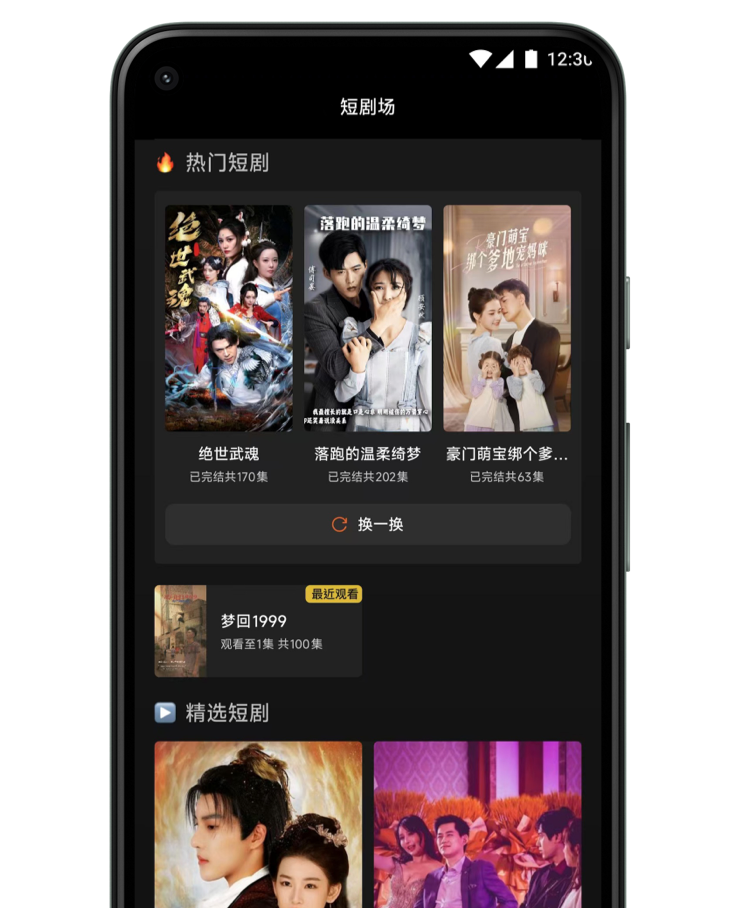 12:30
短剧场
🔥 热门短剧
绝世武魂
落跑的温柔绮梦
豪门萌宝
绑个爹地宠妈咪
傅司寒
绝世武魂
落跑的温柔绮梦
豪门萌宝绑个爹...
已完结共170集
已完结共202集
已完结共63集
换一换
最近观看
梦回1999
观看至1集 共100集
▶️ 精选短剧